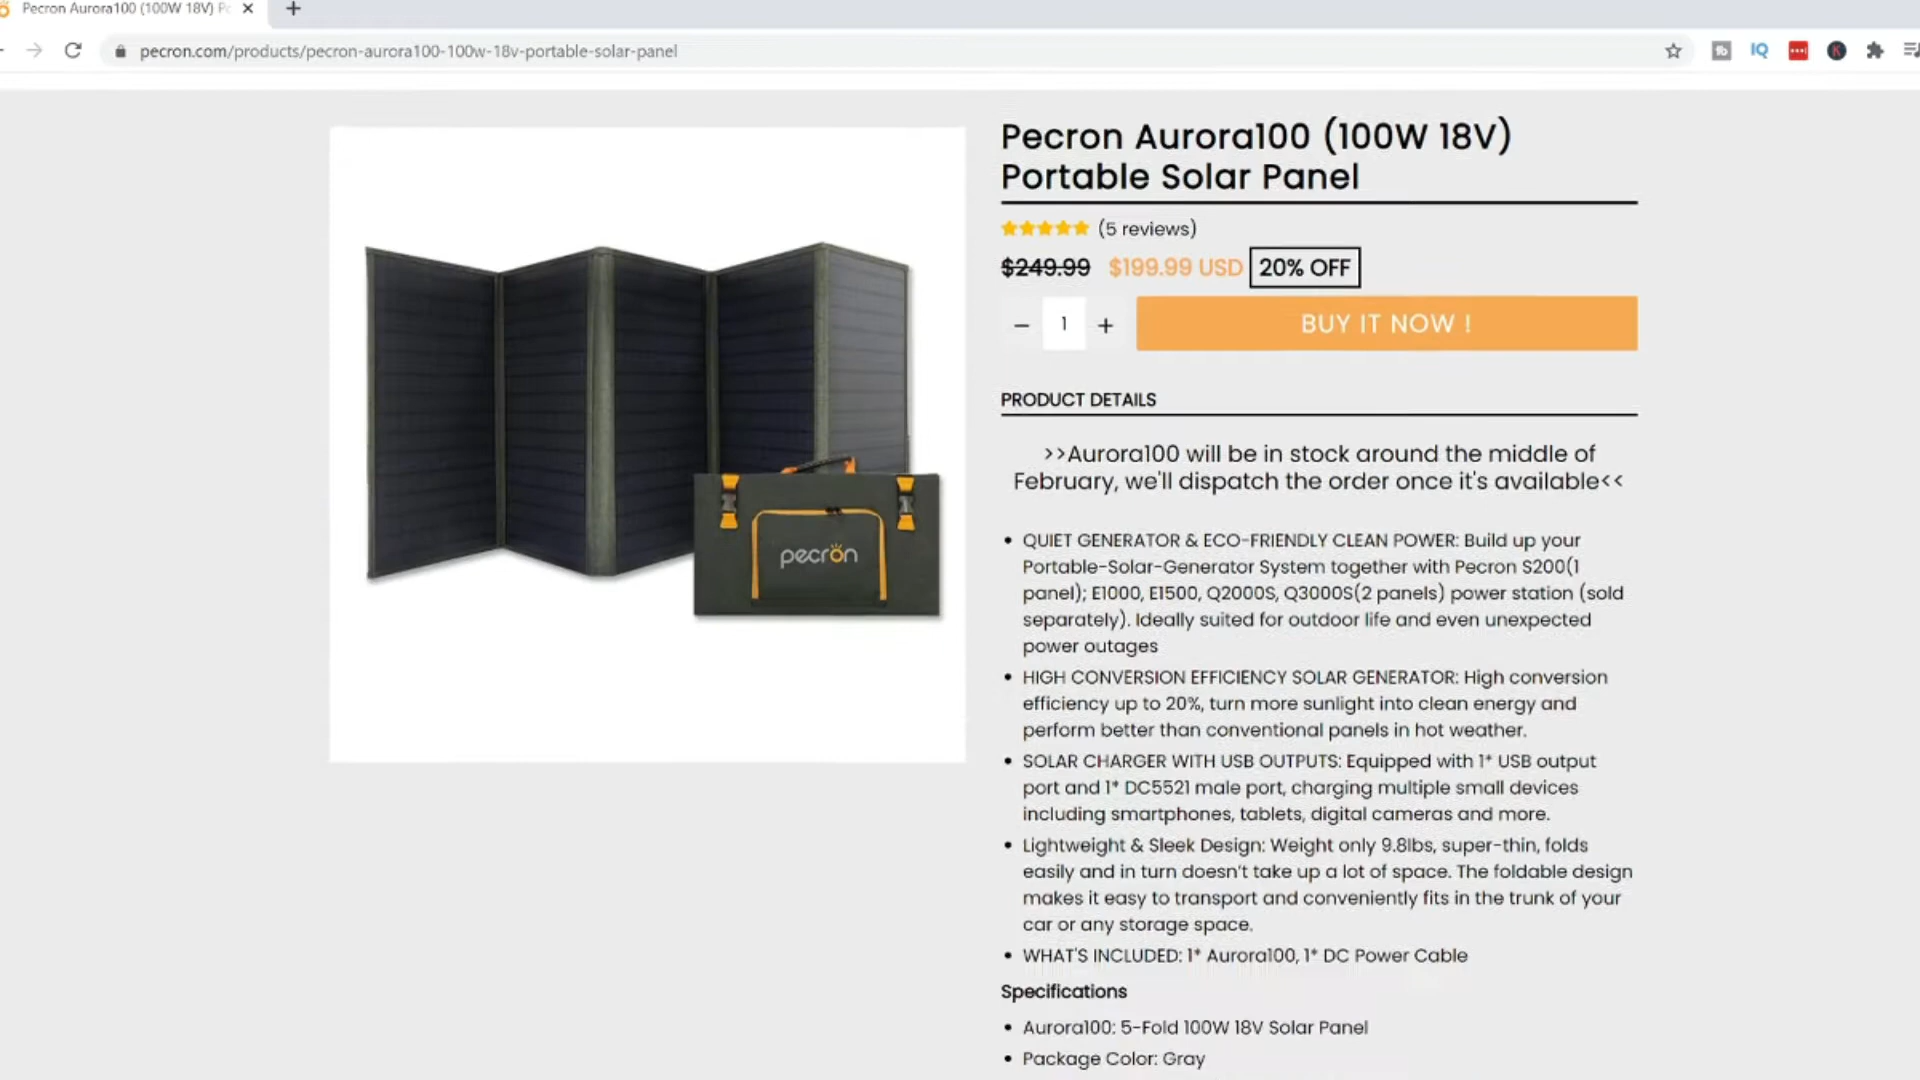 Pecron Aurora100 (100W 18V) Po
pecron.com/products/pecron-aurora100-100w-18v-portable-solar-panel
IQ
K
Pecron Aurora100 (100W 18V)
Portable Solar Panel
(5 reviews)
$249.99 $199.99 USD 20% OFF
− 1 + BUY IT NOW !
PRODUCT DETAILS
>>Aurora100 will be in stock around the middle of
February, we'll dispatch the order once it's available<<
pecron
• QUIET GENERATOR & ECO-FRIENDLY CLEAN POWER: Build up your
Portable-Solar-Generator System together with Pecron S200(1
panel); E1000, E1500, Q2000S, Q3000S(2 panels) power station (sold
separately). Ideally suited for outdoor life and even unexpected
power outages
• HIGH CONVERSION EFFICIENCY SOLAR GENERATOR: High conversion
efficiency up to 20%, turn more sunlight into clean energy and
perform better than conventional panels in hot weather.
• SOLAR CHARGER WITH USB OUTPUTS: Equipped with 1* USB output
port and 1* DC5521 male port, charging multiple small devices
including smartphones, tablets, digital cameras and more.
• Lightweight & Sleek Design: Weight only 9.8lbs, super-thin, folds
easily and in turn doesn’t take up a lot of space. The foldable design
makes it easy to transport and conveniently fits in the trunk of your
car or any storage space.
• WHAT'S INCLUDED: 1* Aurora100, 1* DC Power Cable
Specifications
• Aurora100: 5-Fold 100W 18V Solar Panel
• Package Color: Gray